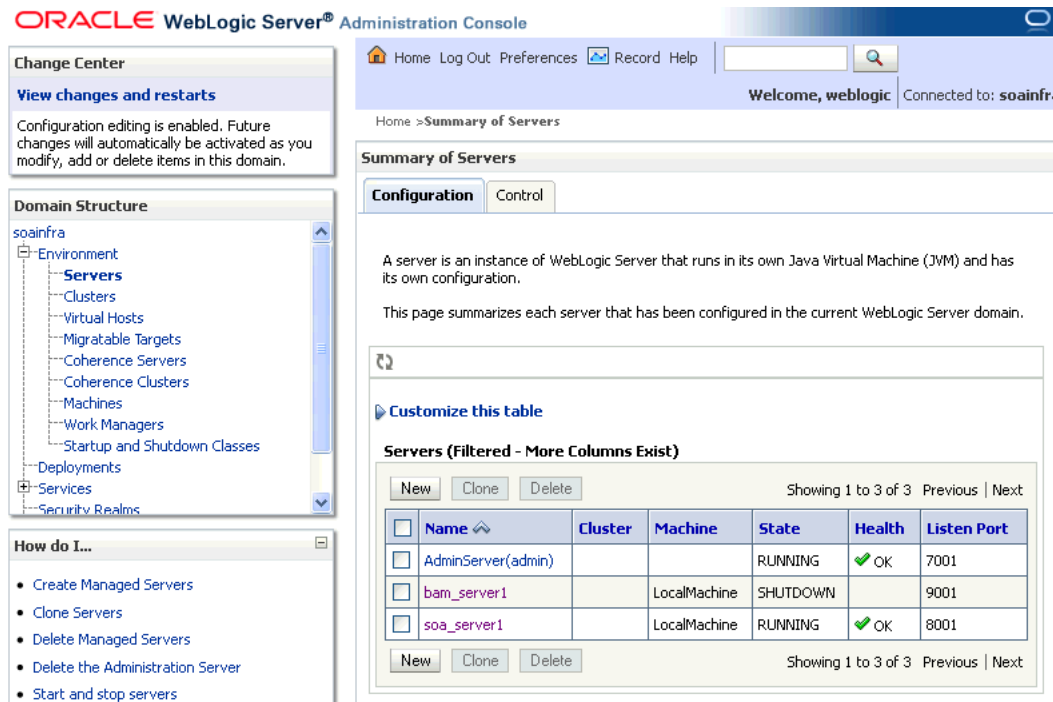 ORACLE WebLogic Server® Administration Console
Change Center
View changes and restarts
Configuration editing is enabled. Future
changes will automatically be activated as you
modify, add or delete items in this domain.
Domain Structure
soainfra
Environment
Servers
Clusters
Virtual Hosts
Migratable Targets
Coherence Servers
Coherence Clusters
Machines
Work Managers
Startup and Shutdown Classes
Deployments
Services
Security Realms
How do I...
Create Managed Servers
Clone Servers
Delete Managed Servers
Delete the Administration Server
Start and stop servers
Home Log Out Preferences Record Help
Welcome, weblogic Connected to: soainfra
Home >Summary of Servers
Summary of Servers
Configuration Control
A server is an instance of WebLogic Server that runs in its own Java Virtual Machine (JVM) and has
its own configuration.
This page summarizes each server that has been configured in the current WebLogic Server domain.
Customize this table
Servers (Filtered - More Columns Exist)
New Clone Delete Showing 1 to 3 of 3 Previous | Next
Name Cluster Machine State Health Listen Port
AdminServer(admin) RUNNING OK 7001
bam_server1 LocalMachine SHUTDOWN 9001
soa_server1 LocalMachine RUNNING OK 8001
New Clone Delete Showing 1 to 3 of 3 Previous | Next